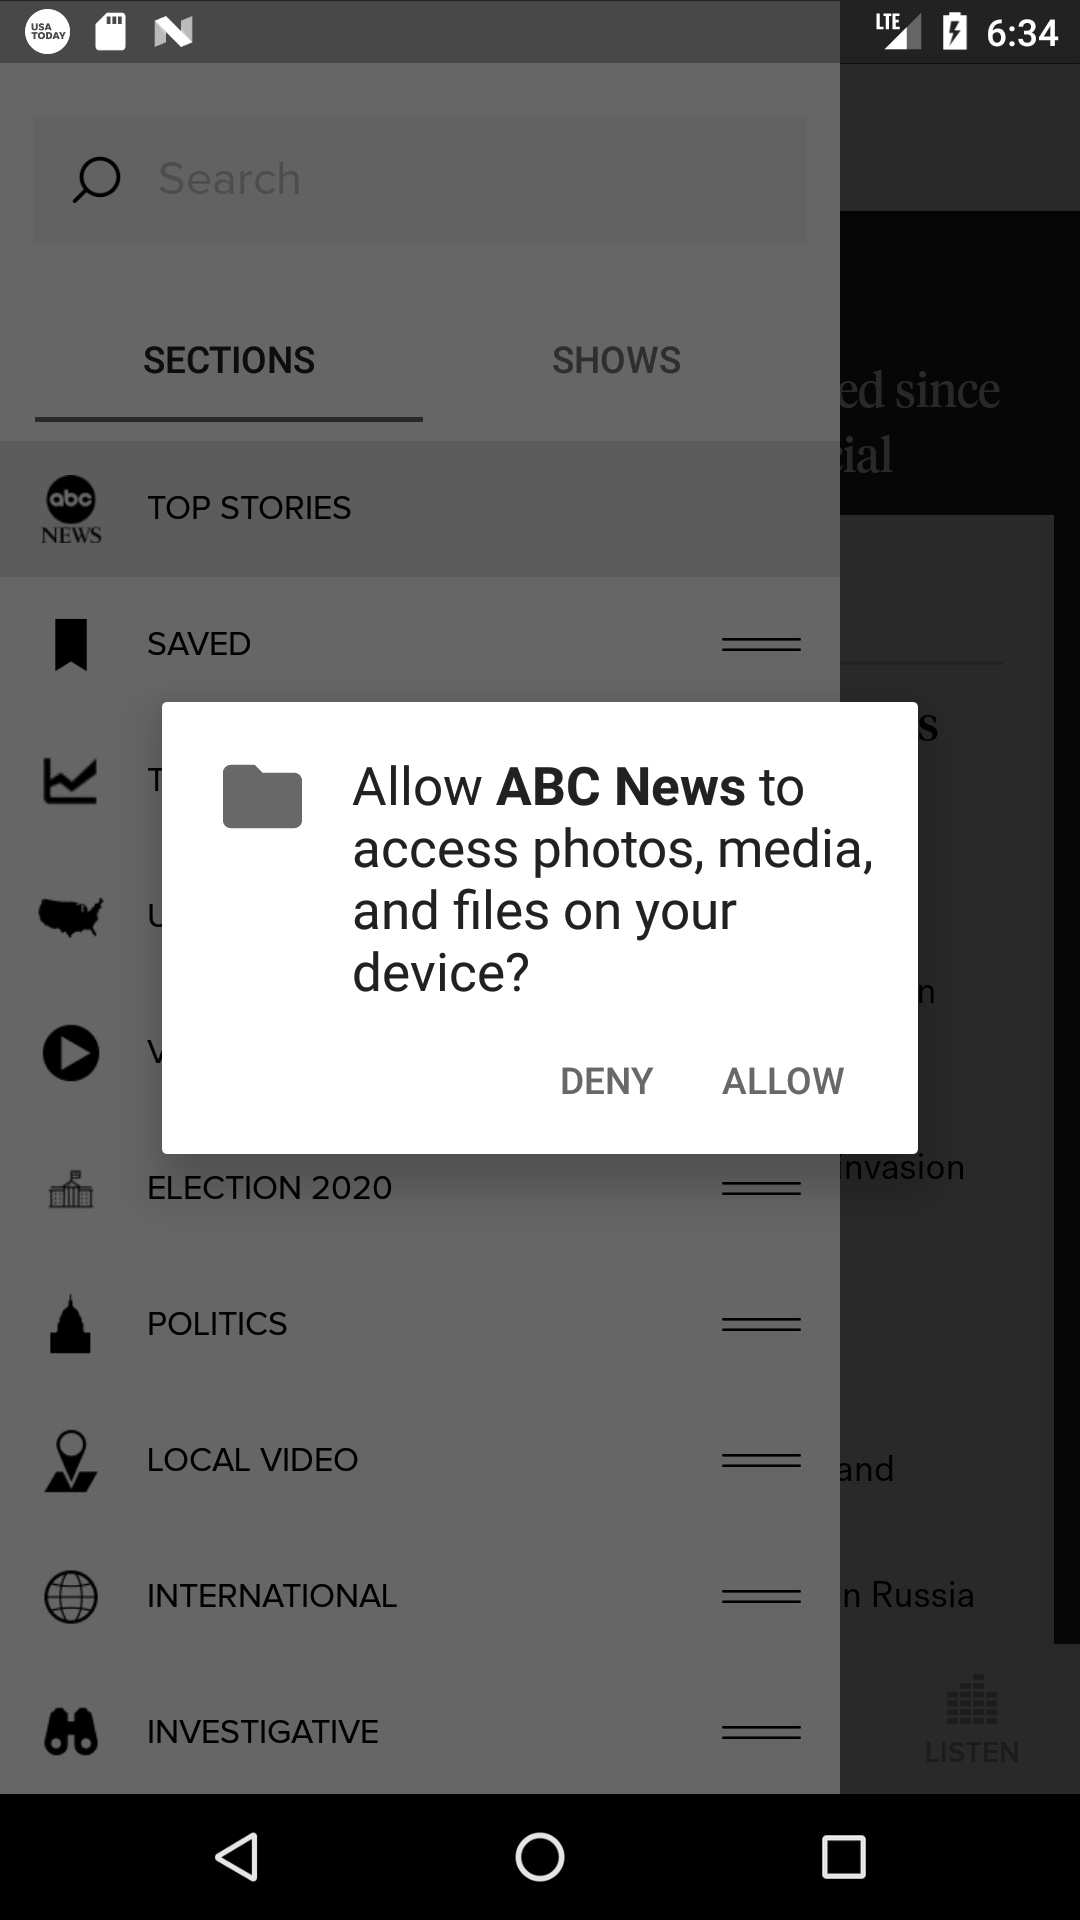 USA
TODAY
LTE
6:34
Search
SECTIONS
SHOWS
ed since
cial
abc
NEWS
TOP STORIES
SAVED
s
T
Allow ABC News to
access photos, media,
and files on your
device?
U
n
V
DENY
ALLOW
ELECTION 2020
invasion
POLITICS
LOCAL VIDEO
and
INTERNATIONAL
n Russia
INVESTIGATIVE
LISTEN